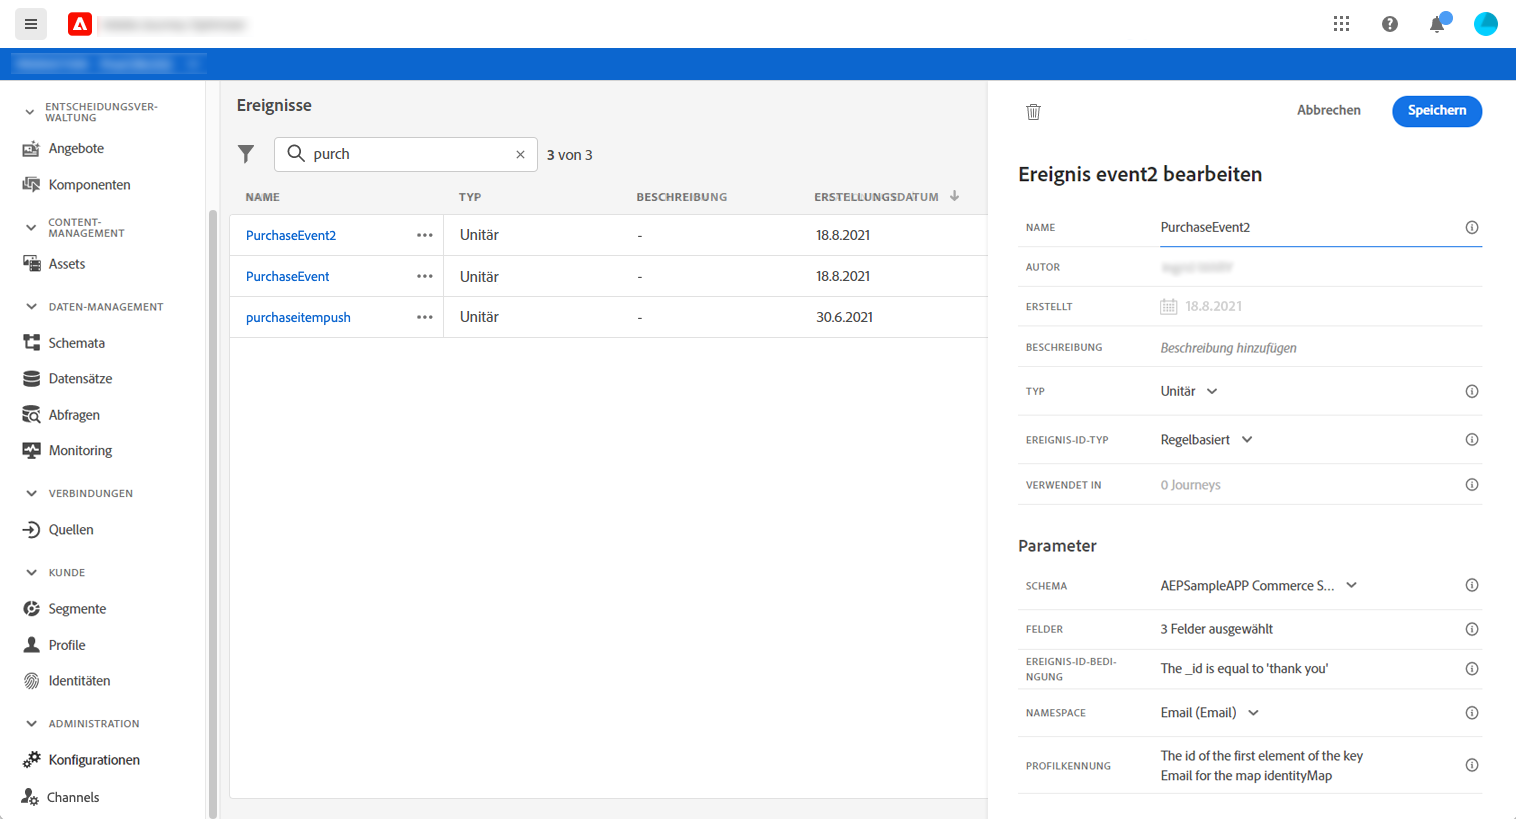 ENTSCHEIDUNGSVER-
WALTUNG
Angebote
Komponenten
CONTENT-
MANAGEMENT
Assets
DATEN-MANAGEMENT
Schemata
Datensätze
Abfragen
Monitoring
VERBINDUNGEN
Quellen
KUNDE
Segmente
Profile
Identitäten
ADMINISTRATION
Konfigurationen
Channels
Ereignisse
purch
3 von 3
NAME TYP BESCHREIBUNG ERSTELLUNGSDATUM
PurchaseEvent2 Unitär - 18.8.2021
PurchaseEvent Unitär - 18.8.2021
purchaseitempush Unitär - 30.6.2021
Abbrechen
Speichern
Ereignis event2 bearbeiten
NAME PurchaseEvent2
AUTOR
ERSTELLT 18.8.2021
BESCHREIBUNG Beschreibung hinzufügen
TYP Unitär
EREIGNIS-ID-TYP Regelbasiert
VERWENDET IN 0 Journeys
Parameter
SCHEMA AEPSampleAPP Commerce S...
FELDER 3 Felder ausgewählt
EREIGNIS-ID-BEDI-
NGUNG
The _id is equal to 'thank you'
NAMESPACE Email (Email)
PROFILKENNUNG
The id of the first element of the key
Email for the map identityMap